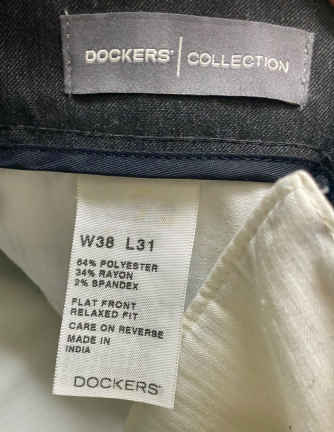 DOCKERS® | COLLECTION
W38 L31
64% POLYESTER
34% RAYON
2% SPANDEX
FLAT FRONT
RELAXED FIT
CARE ON REVERSE
MADE IN
INDIA
DOCKERS®